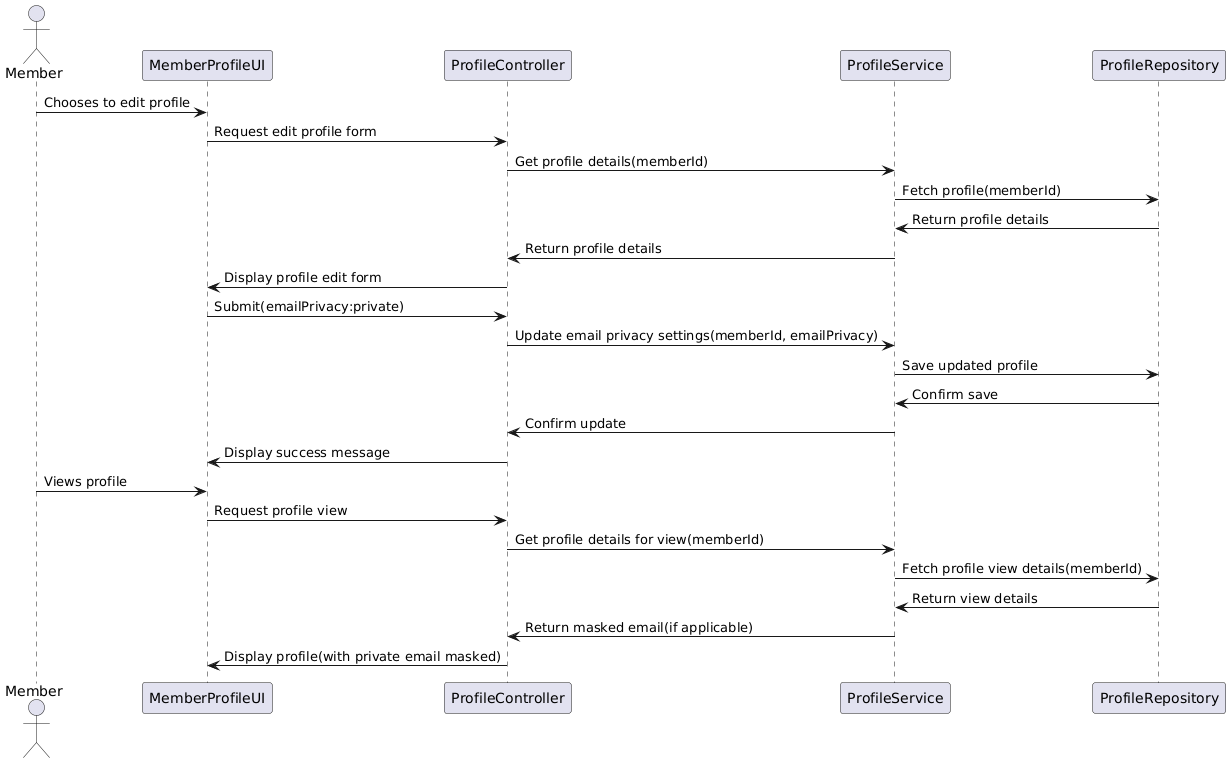 Member
MemberProfileUI
ProfileController
ProfileService
ProfileRepository
Chooses to edit profile
Request edit profile form
Get profile details(memberId)
Fetch profile(memberId)
Return profile details
Return profile details
Display profile edit form
Submit(emailPrivacy:private)
Update email privacy settings(memberId, emailPrivacy)
Save updated profile
Confirm save
Confirm update
Display success message
Views profile
Request profile view
Get profile details for view(memberId)
Fetch profile view details(memberId)
Return view details
Return masked email(if applicable)
Display profile(with private email masked)
Member
MemberProfileUI
ProfileController
ProfileService
ProfileRepository